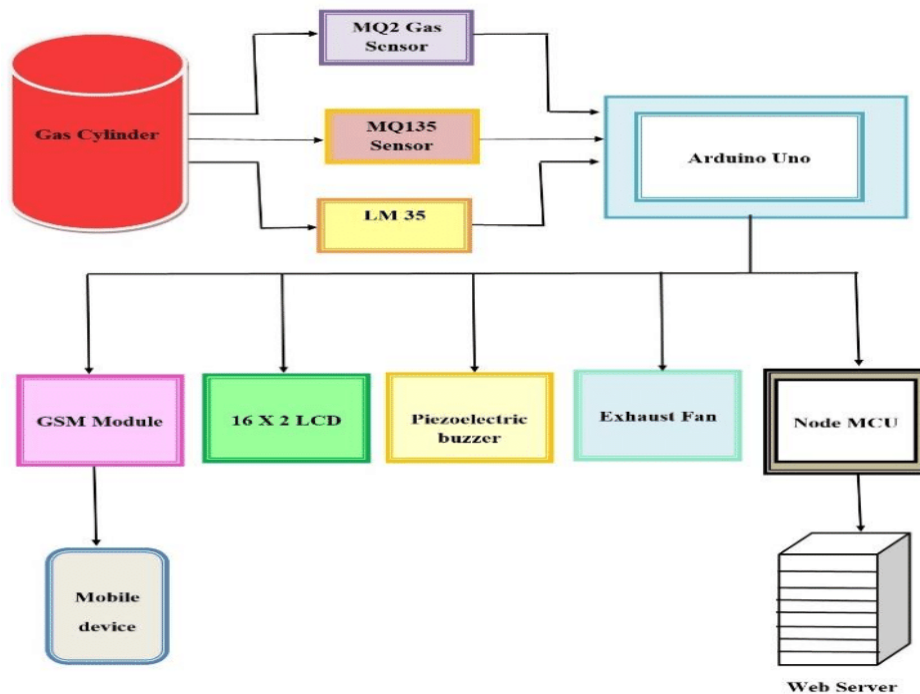 MQ2 Gas
Sensor
Gas Cylinder
MQ135
Sensor
Arduino Uno
LM 35
GSM Module
16 X 2 LCD
Piezoelectric
buzzer
Exhaust Fan
Node MCU
Mobile
device
Web Server